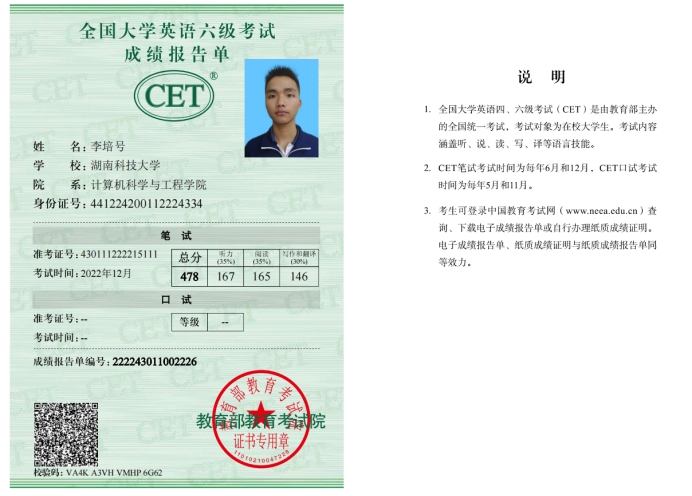 全国大学英语六级考试
成绩报告单
CET®
姓 名：李培号
学 校：湖南科技大学
院 系：计算机科学与工程学院
身份证号：441224200112224334
笔 试
准考证号：430111222215111
考试时间：2022年12月
总分 听力(35%) 阅读(35%) 写作和翻译(30%)
478 167 165 146
口 试
准考证号：--
考试时间：--
等级 --
成绩报告单编号：222243011002226
教育部教育考试院
教育部教育考试院
证书专用章
11010210047228
校验码：VA4K A3VH VMHP 6G62
说 明
1. 全国大学英语四、六级考试（CET）是由教育部主办
的全国统一考试，考试对象为在校大学生。考试内容
涵盖听、说、读、写、译等语言技能。
2. CET笔试考试时间为每年6月和12月，CET口试考试
时间为每年5月和11月。
3. 考生可登录中国教育考试网（www.neea.edu.cn）查
询、下载电子成绩报告单或自行办理纸质成绩证明。
电子成绩报告单、纸质成绩证明与纸质成绩报告单同
等效力。